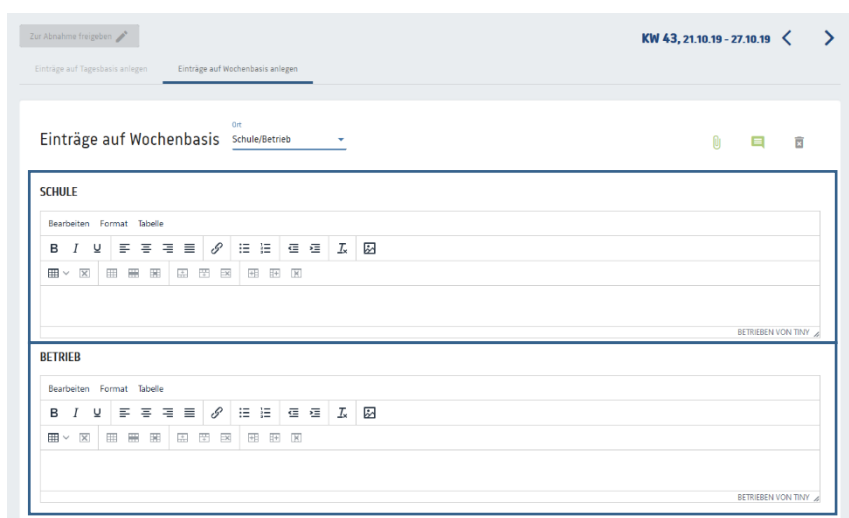 Zur Abnahme freigeben
KW 43, 21.10.19 - 27.10.19
Einträge auf Tagesbasis anlegen Einträge auf Wochenbasis anlegen
Einträge auf Wochenbasis
Ort
Schule/Betrieb
SCHULE
Bearbeiten Format Tabelle
B I U
BETRIEBEN VON TINY
BETRIEB
Bearbeiten Format Tabelle
B I U
BETRIEBEN VON TINY